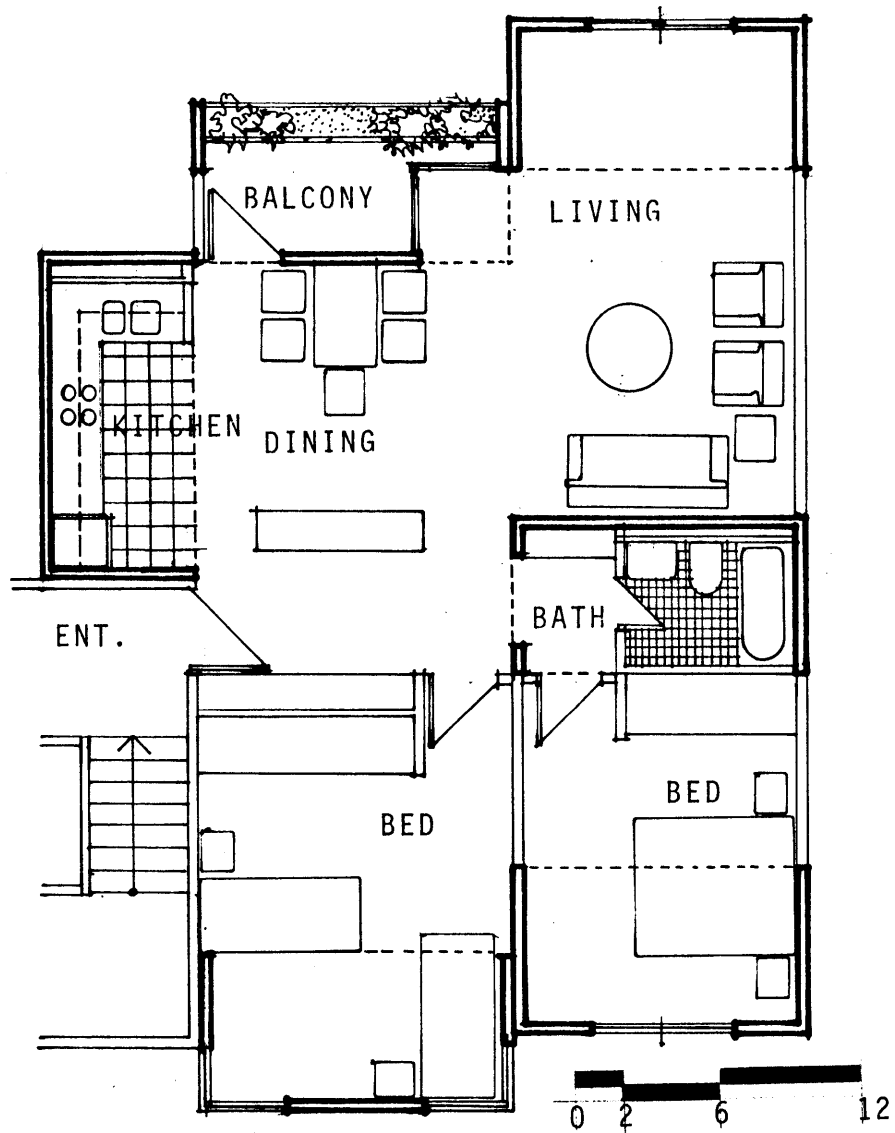 BALCONY
LIVING
KITCHEN
DINING
BATH
ENT.
BED
BED
0 2 6 12